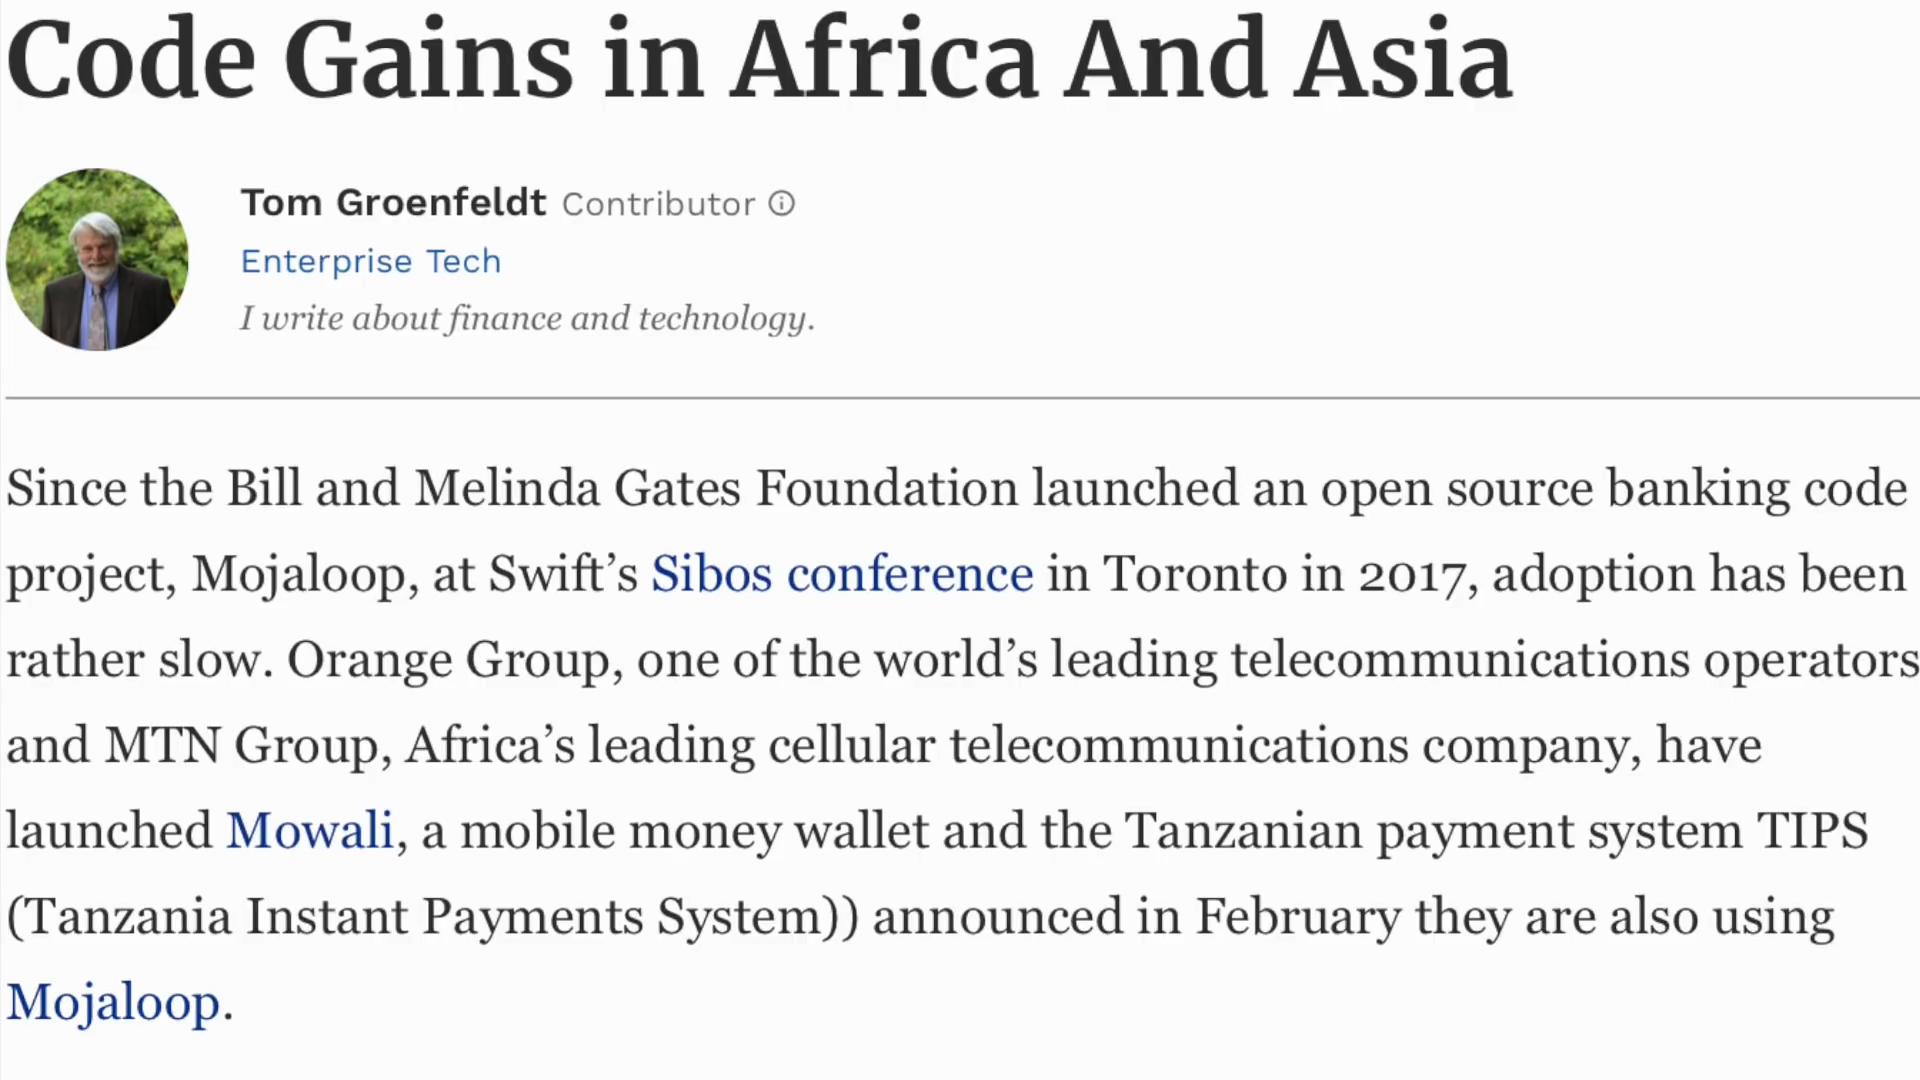 Code Gains in Africa And Asia
Tom Groenfeldt Contributor
Enterprise Tech
I write about finance and technology.
Since the Bill and Melinda Gates Foundation launched an open source banking code
project, Mojaloop, at Swift’s Sibos conference in Toronto in 2017, adoption has been
rather slow. Orange Group, one of the world’s leading telecommunications operators
and MTN Group, Africa’s leading cellular telecommunications company, have
launched Mowali, a mobile money wallet and the Tanzanian payment system TIPS
(Tanzania Instant Payments System)) announced in February they are also using
Mojaloop.